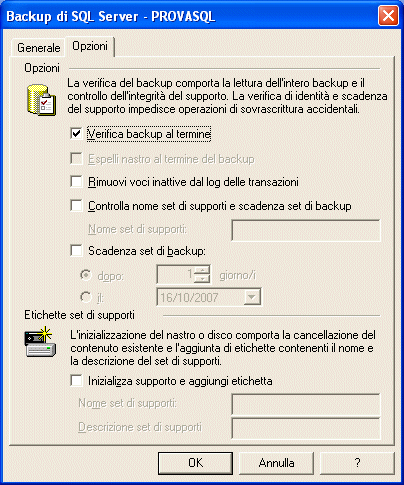 Backup di SQL Server - PROVASQL
Generale
Opzioni
Opzioni
La verifica del backup comporta la lettura dell'intero backup e il
controllo dell'integrità del supporto. La verifica di identità e scadenza
del supporto impedisce operazioni di sovrascrittura accidentali.
Verifica backup al termine
Espelli nastro al termine del backup
Rimuovi voci inattive dal log delle transazioni
Controlla nome set di supporti e scadenza set di backup
Nome set di supporti:
Scadenza set di backup:
dopo: 1 giorno/i
il: 16/10/2007
Etichette set di supporti
L'inizializzazione del nastro o disco comporta la cancellazione del
contenuto esistente e l'aggiunta di etichette contenenti il nome e
la descrizione del set di supporti.
Inizializza supporto e aggiungi etichetta
Nome set di supporti:
Descrizione set di supporti
OK
Annulla
?